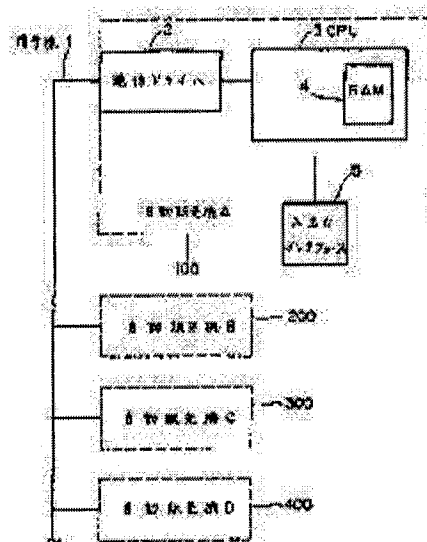 信号線 1
2
3 CPU
通信ドライバ
4
RAM
5
入出力
インタフェース
自動販売機A
100
自動販売機B
200
自動販売機C
300
自動販売機D
400